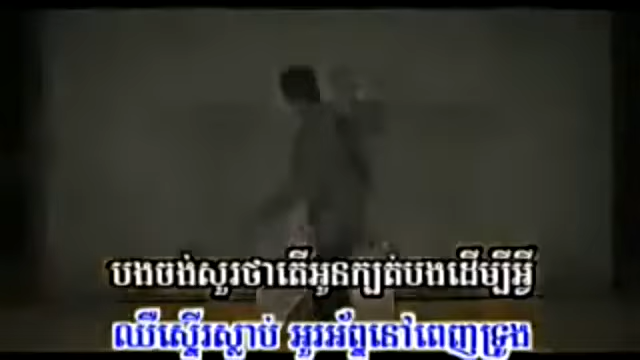 បងចង់សួរថាតើអូនក្បត់បងដើម្បីអ្វី
ឈឺស្ទើរស្លាប់ អួរអ័ព្ទនៅពេញទ្រូង